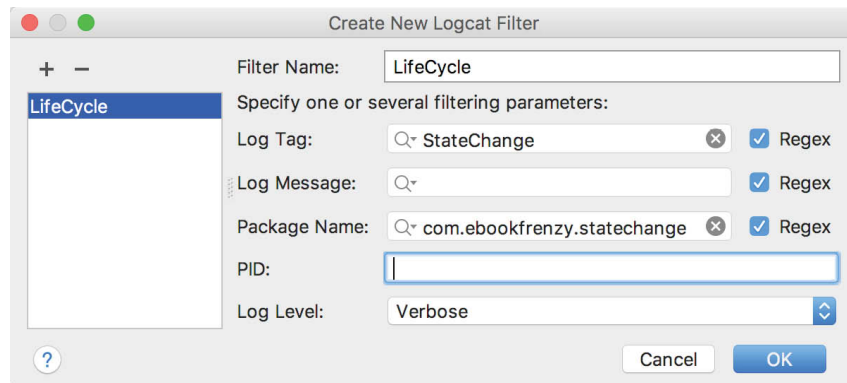 Create New Logcat Filter
+ −
Filter Name: LifeCycle
LifeCycle
Specify one or several filtering parameters:
Log Tag: StateChange Regex
Log Message: Regex
Package Name: com.ebookfrenzy.statechange Regex
PID:
Log Level: Verbose
? Cancel OK